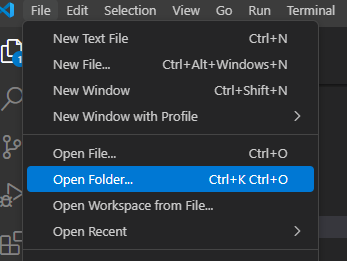 File Edit Selection View Go Run Terminal
1
New Text File Ctrl+N
New File... Ctrl+Alt+Windows+N
New Window Ctrl+Shift+N
New Window with Profile
Open File... Ctrl+O
Open Folder... Ctrl+K Ctrl+O
Open Workspace from File...
Open Recent